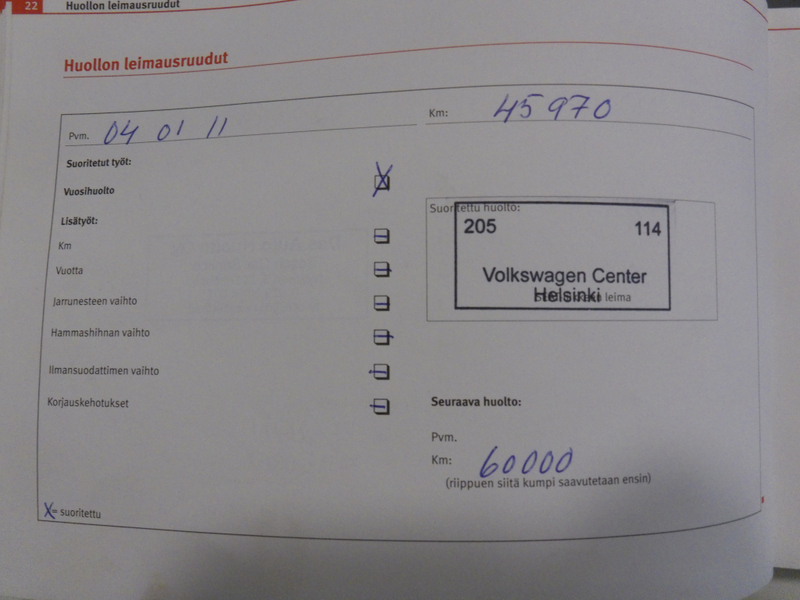 22 Huollon leimausruudut
Huollon leimausruudut
Pvm. 04 01 11
Km: 45970
Suoritetut työt:
Vuosihuolto X
Lisätyöt:
Km
Vuotta
Jarrunesteen vaihto
Hammashihnan vaihto
Ilmansuodattimen vaihto
Korjauskehotukset
X= suoritettu
Suoritettu huolto:
205 114
Volkswagen Center
Helsinki
leima
Seuraava huolto:
Pvm.
Km: 60000
(riippuen siitä kumpi saavutetaan ensin)